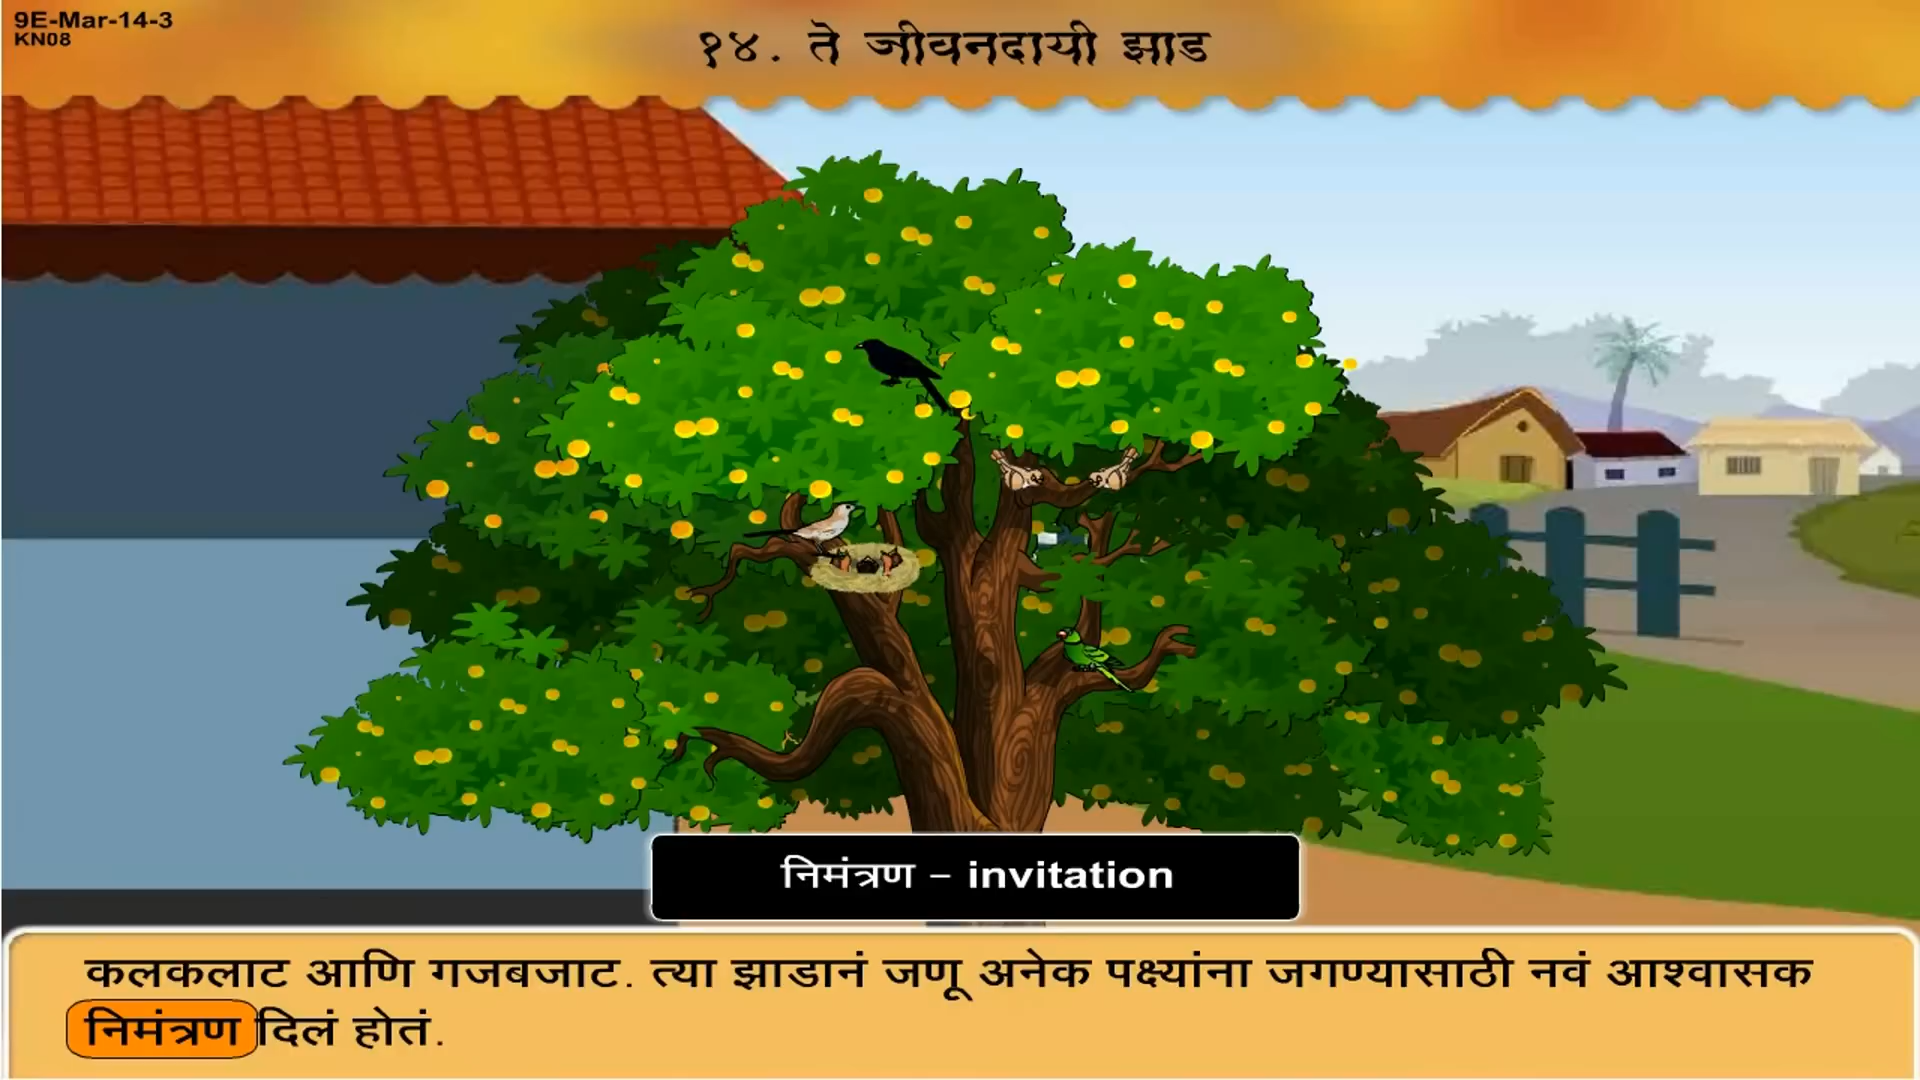 9E-Mar-14-3
KN08
१४. ते जीवनदायी झाड
निमंत्रण – invitation
कलकलाट आणि गजबजाट. त्या झाडानं जणू अनेक पक्ष्यांना जगण्यासाठी नवं आश्वासक
निमंत्रण दिलं होतं.